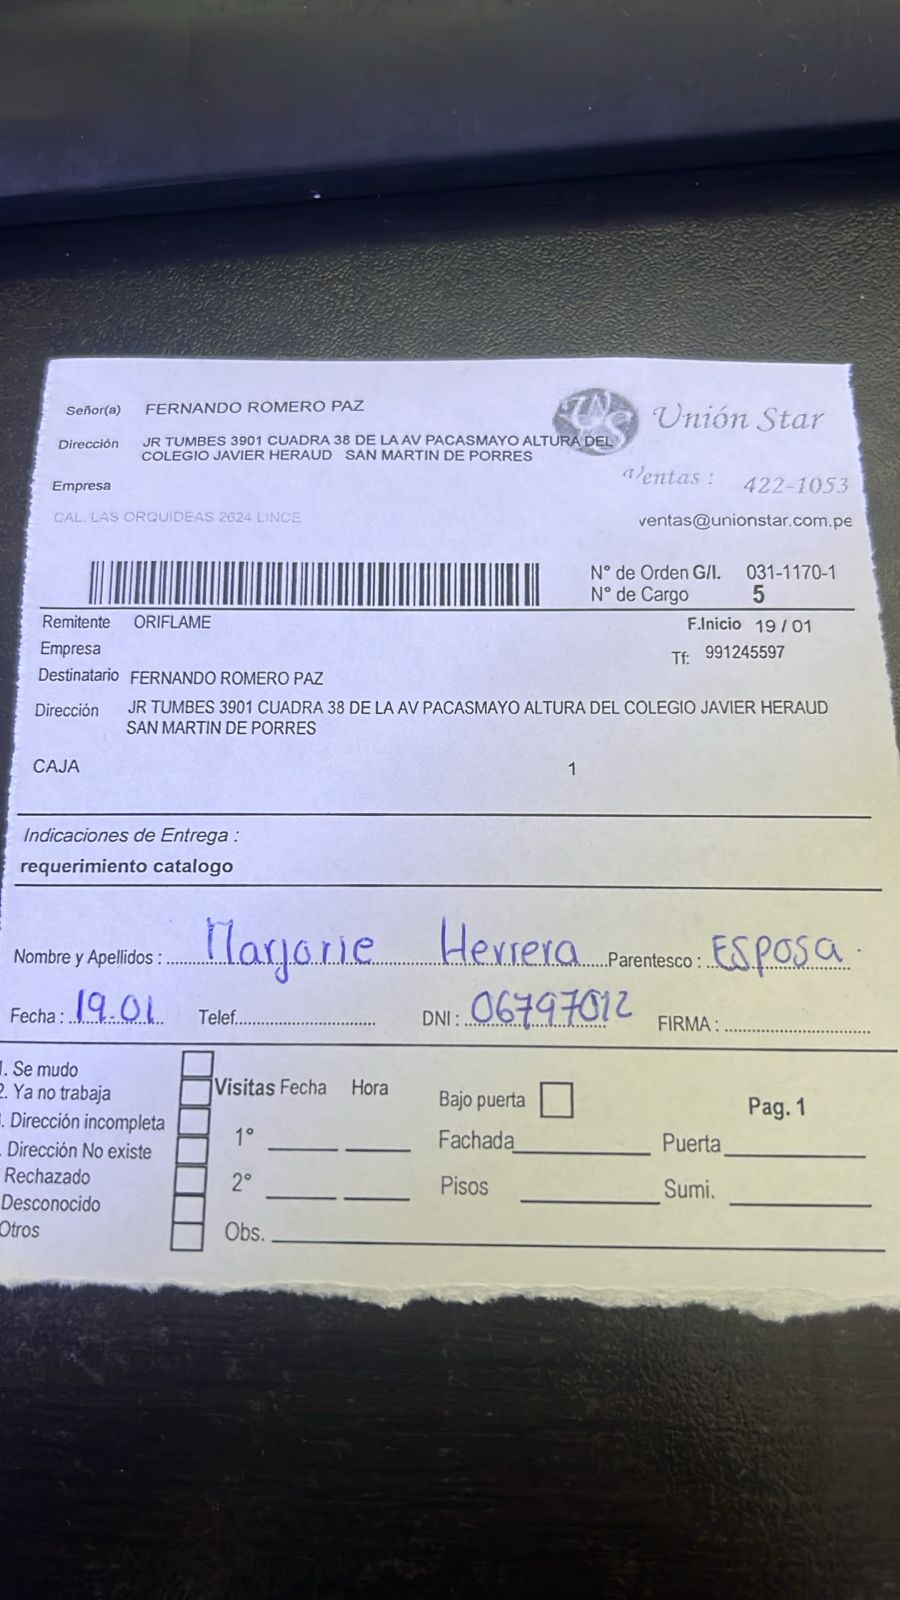 Señor(a) FERNANDO ROMERO PAZ
Unión Star
Dirección JR TUMBES 3901 CUADRA 38 DE LA AV PACASMAYO ALTURA DEL
COLEGIO JAVIER HERAUD SAN MARTIN DE PORRES
Ventas : 422-1053
Empresa
CAL. LAS ORQUIDEAS 2624 LINCE
ventas@unionstar.com.pe
N° de Orden G/I. 031-1170-1
N° de Cargo 5
Remitente ORIFLAME
F.Inicio 19 / 01
Empresa
Tf: 991245597
Destinatario FERNANDO ROMERO PAZ
Dirección JR TUMBES 3901 CUADRA 38 DE LA AV PACASMAYO ALTURA DEL COLEGIO JAVIER HERAUD
SAN MARTIN DE PORRES
CAJA 1
Indicaciones de Entrega :
requerimiento catalogo
Nombre y Apellidos : Marjorie Herrera Parentesco : Esposa.
Fecha : 19.01 Telef. DNI : 06797012 FIRMA :
1. Se mudo
2. Ya no trabaja
. Dirección incompleta
. Dirección No existe
Rechazado
Desconocido
Otros
Visitas Fecha Hora
1°
2°
Obs.
Bajo puerta
Pag. 1
Fachada Puerta
Pisos Sumi.